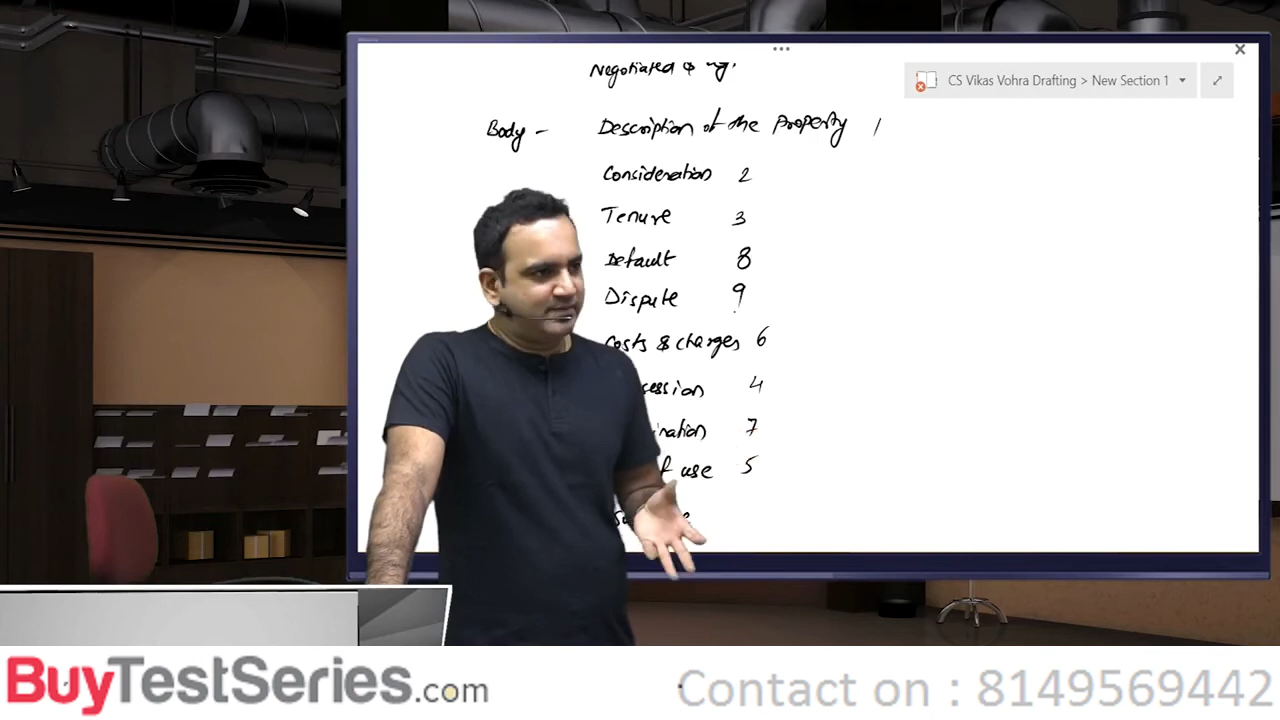 Negotiated &
CS Vikas Vohra Drafting > New Section 1
Body - Description of the Property 1
Consideration 2
Tenure 3
Default 8
Dispute 9
Costs & charges 6
4
7
use 5
BuyTestSeries.com
Contact on : 8149569442